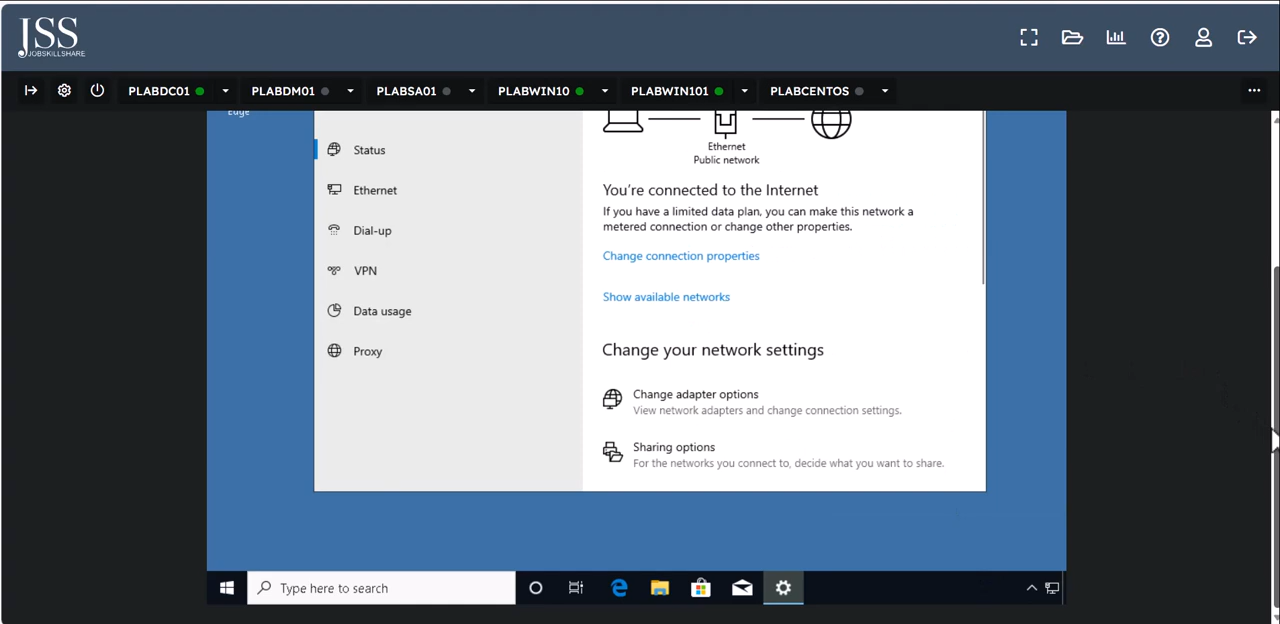 JSS
JOBSKILLSHARE
PLABDC01
PLABDM01
PLABSA01
PLABWIN10
PLABWIN101
PLABCENTOS
Edge
Status
Ethernet
Dial-up
VPN
Data usage
Proxy
Ethernet
Public network
You're connected to the Internet
If you have a limited data plan, you can make this network a
metered connection or change other properties.
Change connection properties
Show available networks
Change your network settings
Change adapter options
View network adapters and change connection settings.
Sharing options
For the networks you connect to, decide what you want to share.
Type here to search